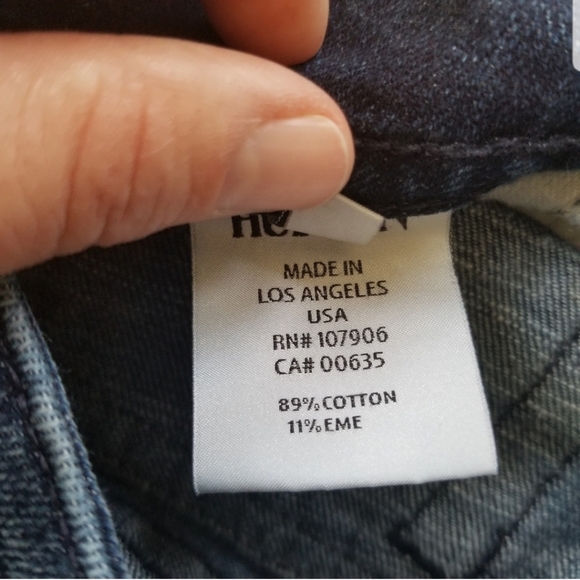 MADE IN
LOS ANGELES
USA
RN# 107906
CA# 00635
89% COTTON
11% EME